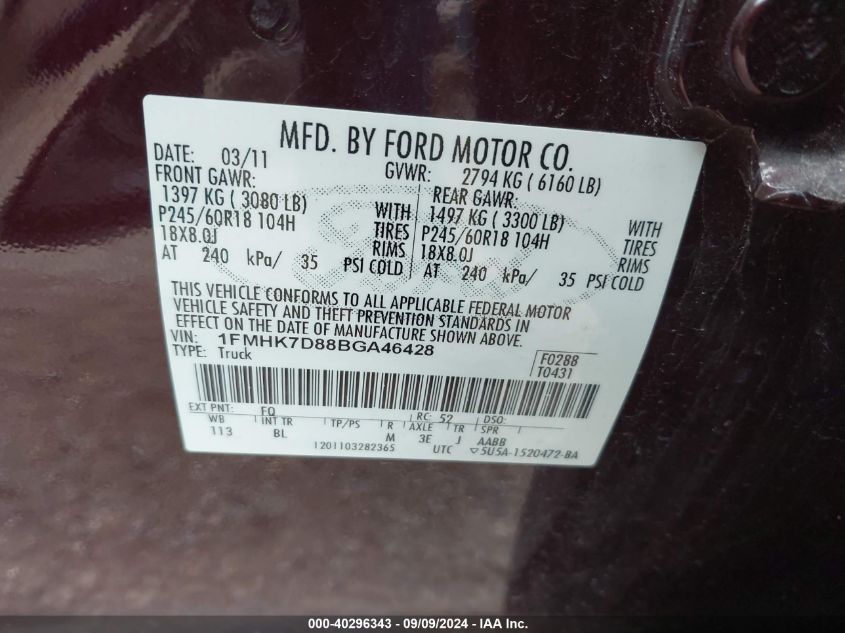 MFD. BY FORD MOTOR CO.
DATE: 03/11 GVWR: 2794 KG ( 6160 LB)
FRONT GAWR: REAR GAWR:
1397 KG ( 3080 LB) WITH 1497 KG ( 3300 LB) WITH
P245/60R18 104H TIRES P245/60R18 104H TIRES
18X8.0J RIMS 18X8.0J RIMS
AT 240 kPa/ 35 PSI COLD AT 240 kPa/ 35 PSI COLD
THIS VEHICLE CONFORMS TO ALL APPLICABLE FEDERAL MOTOR
VEHICLE SAFETY AND THEFT PREVENTION STANDARDS IN
EFFECT ON THE DATE OF MANUFACTURE SHOWN ABOVE.
VIN: 1FMHK7D88BGA46428 F0288
TYPE: Truck T0431
EXT PNT: FQ RC: 52 DSO:
WB INT TR TP/PS R AXLE TR SPR
113 BL M 3E J AABB
1201103282365 UTC ▽5U5A-1520472-BA
000-40296343 - 09/09/2024 - IAA Inc.